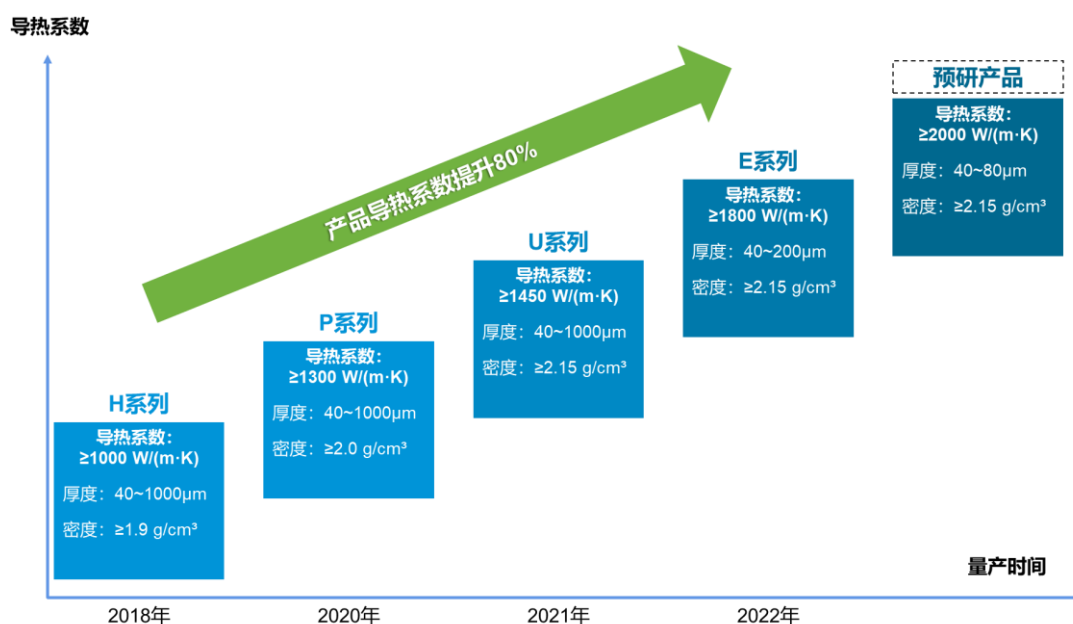 导热系数
预研产品
导热系数：
≥2000 W/(m·K)
厚度：40~80μm
密度：≥2.15 g/cm³
产品导热系数提升80%
E系列
导热系数：
≥1800 W/(m·K)
厚度：40~200μm
密度：≥2.15 g/cm³
U系列
导热系数：
≥1450 W/(m·K)
厚度：40~1000μm
密度：≥2.15 g/cm³
P系列
导热系数：
≥1300 W/(m·K)
厚度：40~1000μm
密度：≥2.0 g/cm³
H系列
导热系数：
≥1000 W/(m·K)
厚度：40~1000μm
密度：≥1.9 g/cm³
量产时间
2018年
2020年
2021年
2022年